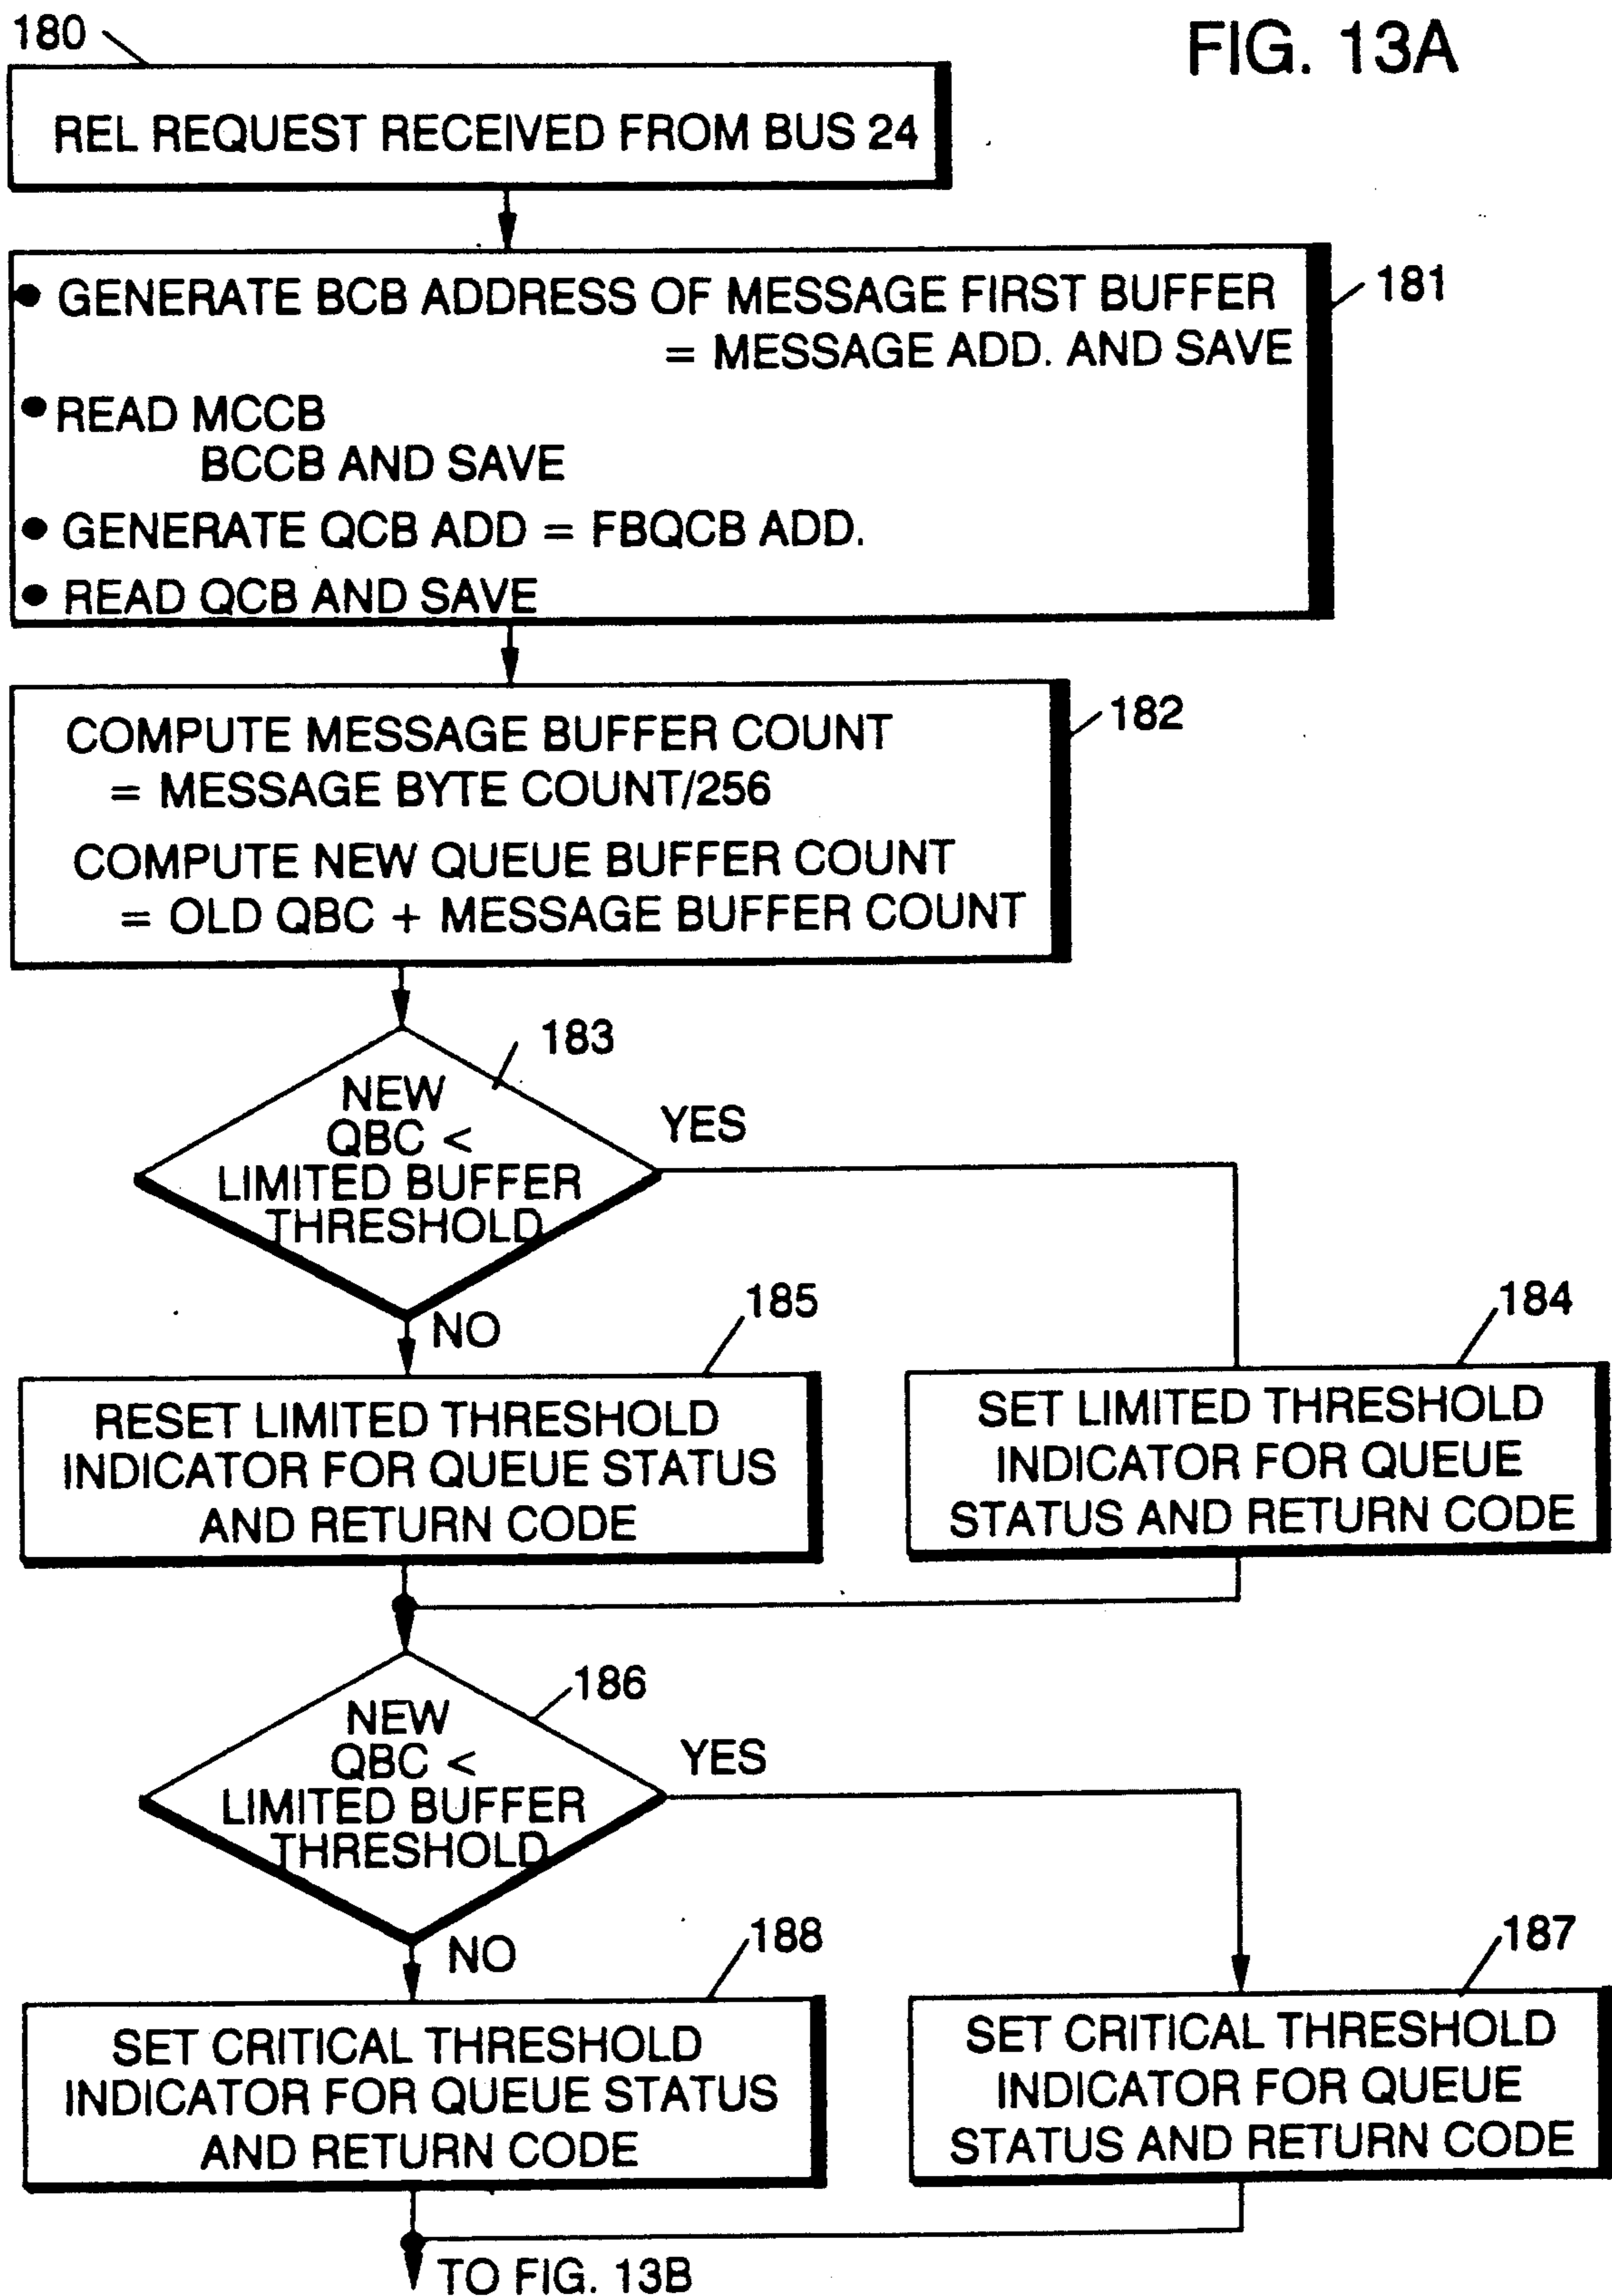 FIG. 13A
180
REL REQUEST RECEIVED FROM BUS 24
181
• GENERATE BCB ADDRESS OF MESSAGE FIRST BUFFER
= MESSAGE ADD. AND SAVE
• READ MCCB
BCCB AND SAVE
• GENERATE QCB ADD = FBQCB ADD.
• READ QCB AND SAVE
182
COMPUTE MESSAGE BUFFER COUNT
= MESSAGE BYTE COUNT/256
COMPUTE NEW QUEUE BUFFER COUNT
= OLD QBC + MESSAGE BUFFER COUNT
183
NEW
QBC <
LIMITED BUFFER
THRESHOLD
YES
NO
185
RESET LIMITED THRESHOLD
INDICATOR FOR QUEUE STATUS
AND RETURN CODE
184
SET LIMITED THRESHOLD
INDICATOR FOR QUEUE
STATUS AND RETURN CODE
186
NEW
QBC <
LIMITED BUFFER
THRESHOLD
YES
NO
188
SET CRITICAL THRESHOLD
INDICATOR FOR QUEUE STATUS
AND RETURN CODE
187
SET CRITICAL THRESHOLD
INDICATOR FOR QUEUE
STATUS AND RETURN CODE
TO FIG. 13B